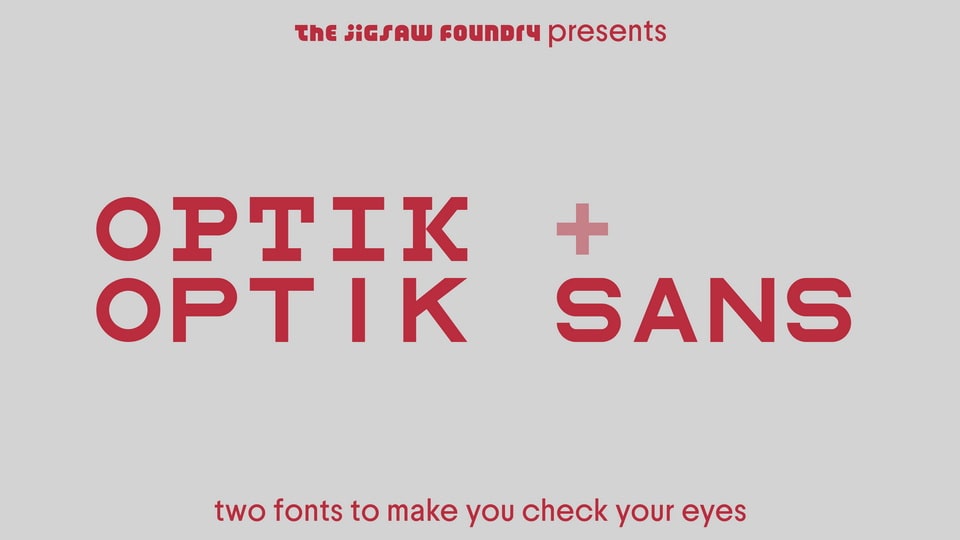 THE JiGSAW FOUNDRY presents
OPTIK +
OPTIK SANS
two fonts to make you check your eyes